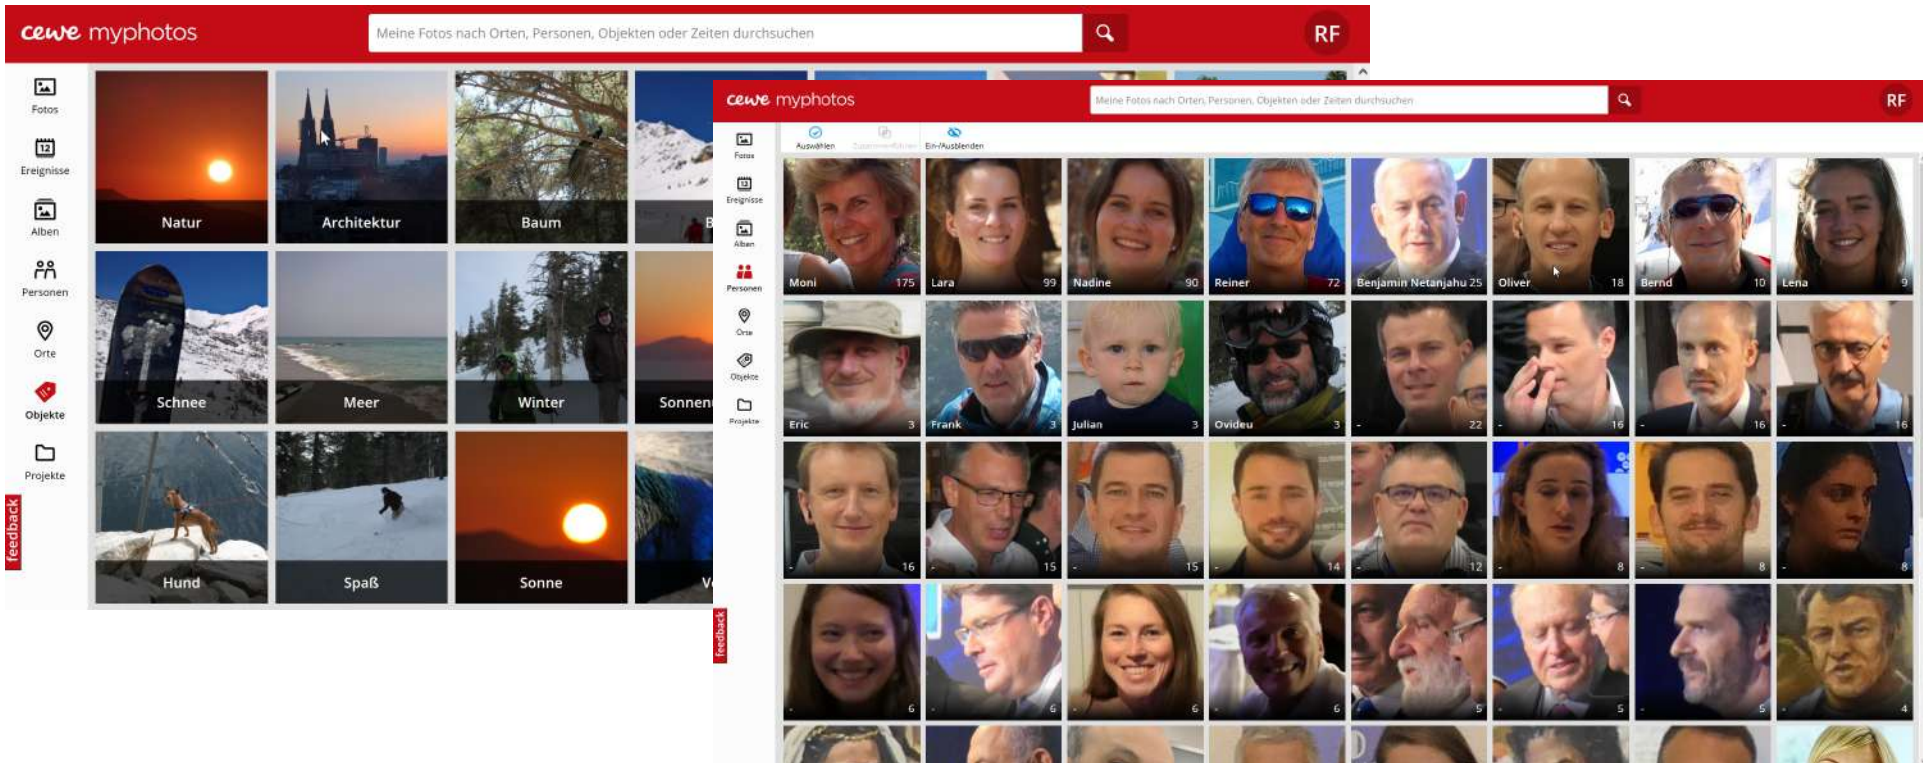 cewe myphotos
Meine Fotos nach Orten, Personen, Objekten oder Zeiten durchsuchen
RF
Fotos
Ereignisse
Alben
Personen
Orte
Objekte
Projekte
feedback
12
Natur
Architektur
Baum
B
Schnee
Meer
Winter
Sonnenu
Hund
Spaß
Sonne
Vo
cewe myphotos
Meine Fotos nach Orten, Personen, Objekten oder Zeiten durchsuchen
RF
Auswählen
Zusammenführen
Ein-/Ausblenden
Fotos
12
Ereignisse
Alben
Personen
Orte
Objekte
Projekte
feedback
Moni 175
Lara 99
Nadine 90
Reiner 72
Benjamin Netanjahu 25
Oliver 18
Bernd 10
Lena 9
Eric 3
Frank 3
Julian 3
Ovideu 3
- 22
- 16
- 16
- 16
- 16
- 15
- 15
- 14
- 12
- 8
- 8
- 8
- 6
- 6
- 6
- 6
- 5
- 5
- 5
- 4